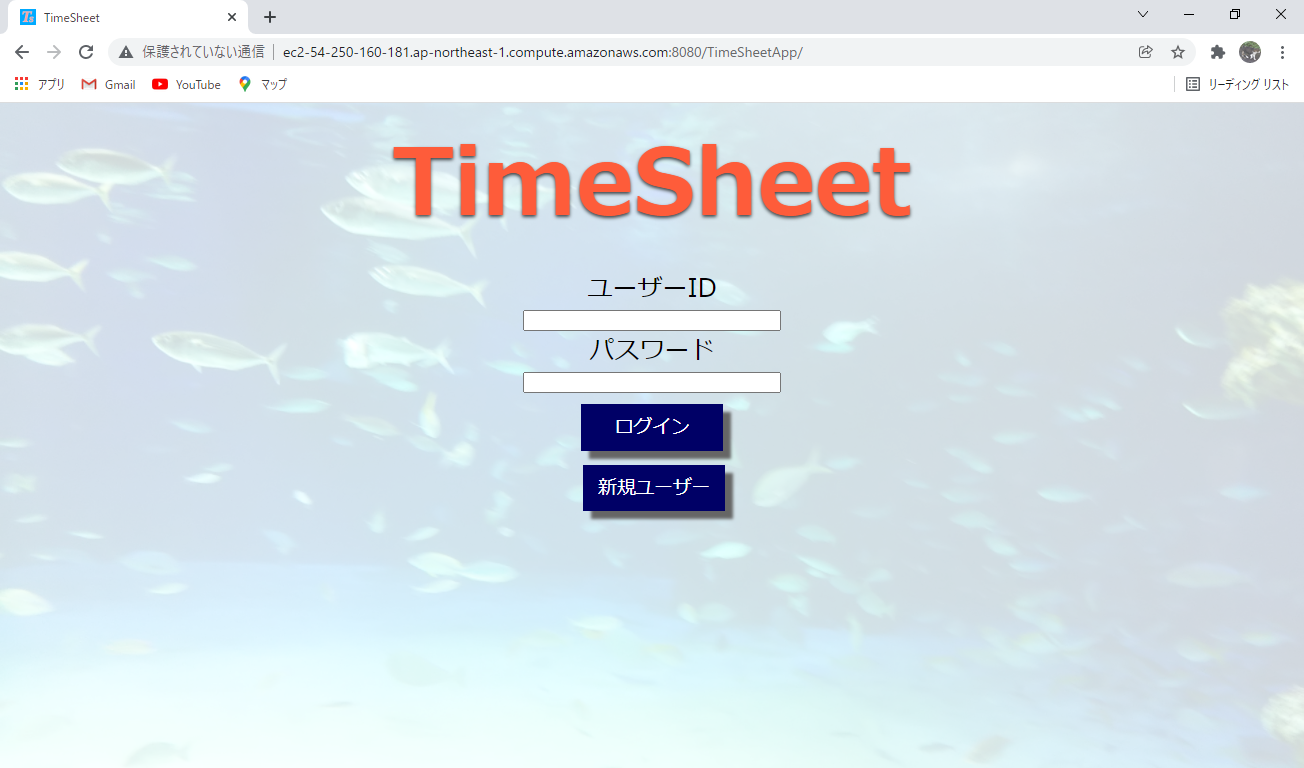 TimeSheet
保護されていない通信 ec2-54-250-160-181.ap-northeast-1.compute.amazonaws.com:8080/TimeSheetApp/
アプリ Gmail YouTube マップ リーディング リスト
TimeSheet
ユーザーID
パスワード
ログイン
新規ユーザー